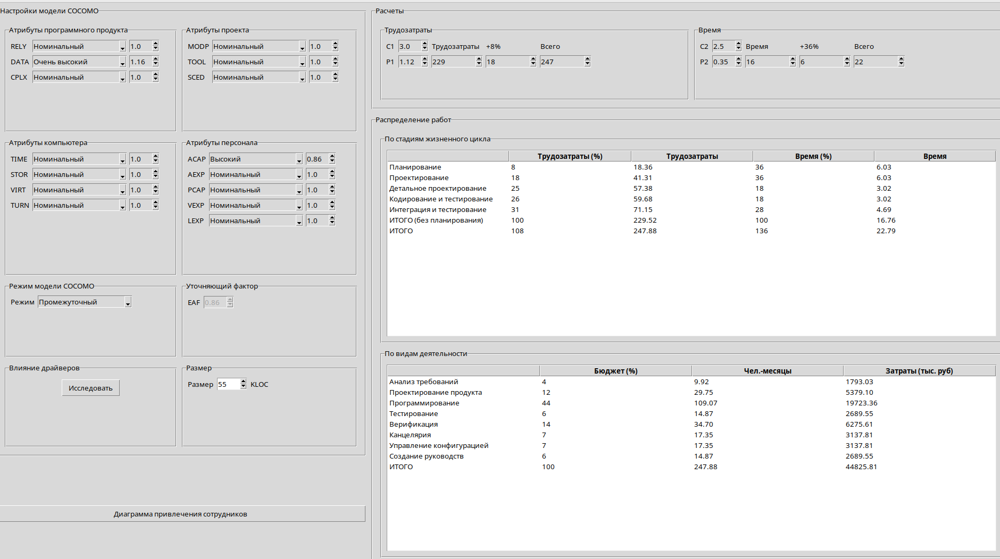 Настройки модели COCOMO
Атрибуты программного продукта
RELY Номинальный 1.0
DATA Очень высокий 1.16
CPLX Номинальный 1.0
Атрибуты проекта
MODP Номинальный 1.0
TOOL Номинальный 1.0
SCED Номинальный 1.0
Атрибуты компьютера
TIME Номинальный 1.0
STOR Номинальный 1.0
VIRT Номинальный 1.0
TURN Номинальный 1.0
Атрибуты персонала
ACAP Высокий 0.86
AEXP Номинальный 1.0
PCAP Номинальный 1.0
VEXP Номинальный 1.0
LEXP Номинальный 1.0
Режим модели COCOMO
Режим Промежуточный
Уточняющий фактор
EAF 0.86
Влияние драйверов
Исследовать
Размер
Размер 55 KLOC
Диаграмма привлечения сотрудников
Расчеты
Трудозатраты
C1 3.0 Трудозатраты +8% Всего
P1 1.12 229 18 247
Время
C2 2.5 Время +36% Всего
P2 0.35 16 6 22
Распределение работ
По стадиям жизненного цикла
Трудозатраты (%) Трудозатраты Время (%) Время
Планирование 8 18.36 36 6.03
Проектирование 18 41.31 36 6.03
Детальное проектирование 25 57.38 18 3.02
Кодирование и тестирование 26 59.68 18 3.02
Интеграция и тестирование 31 71.15 28 4.69
ИТОГО (без планирования) 100 229.52 100 16.76
ИТОГО 108 247.88 136 22.79
По видам деятельности
Бюджет (%) Чел.-месяцы Затраты (тыс. руб)
Анализ требований 4 9.92 1793.03
Проектирование продукта 12 29.75 5379.10
Программирование 44 109.07 19723.36
Тестирование 6 14.87 2689.55
Верификация 14 34.70 6275.61
Канцелярия 7 17.35 3137.81
Управление конфигурацией 7 17.35 3137.81
Создание руководств 6 14.87 2689.55
ИТОГО 100 247.88 44825.81